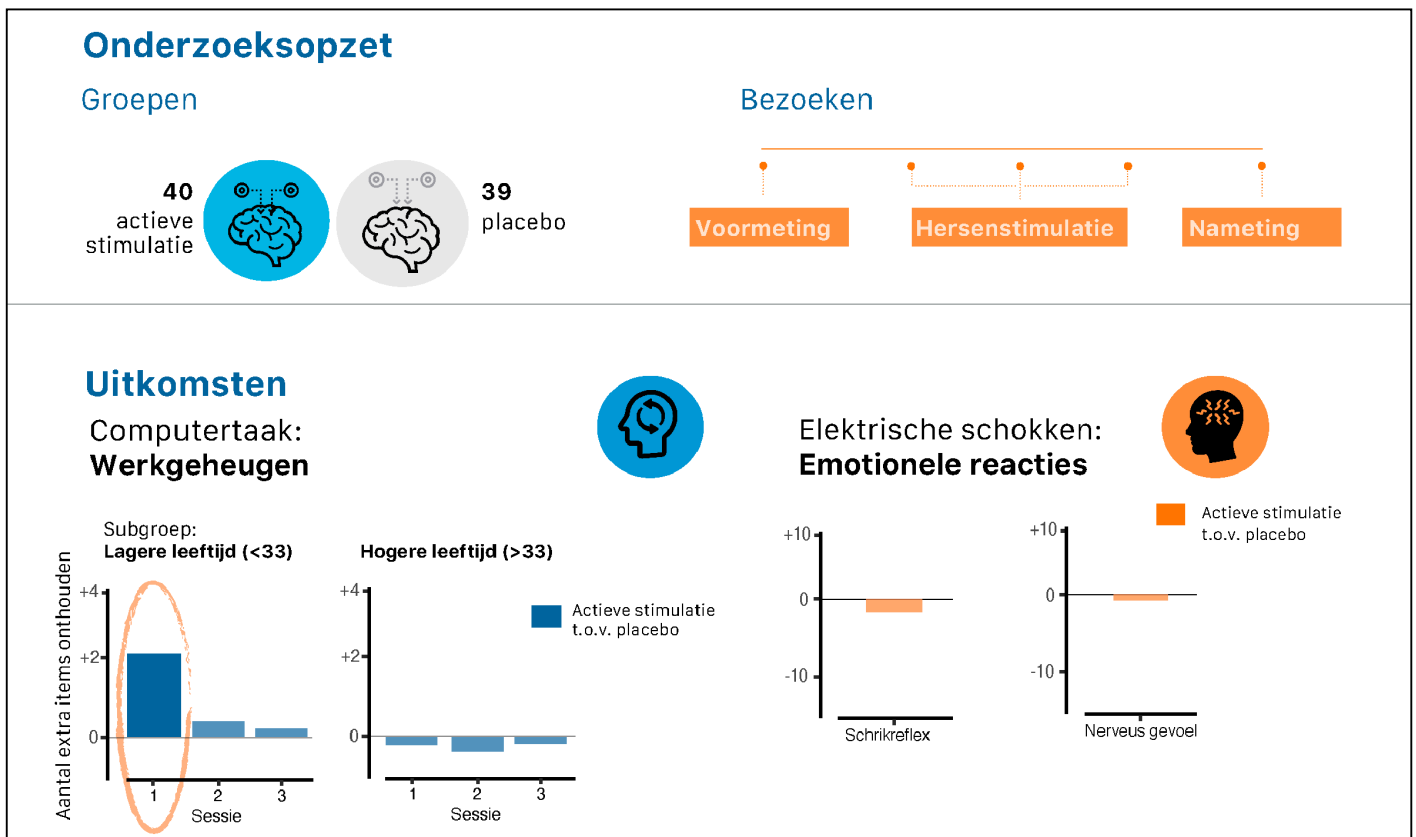 Onderzoeksopzet
Groepen
40
actieve
stimulatie
39
placebo
Bezoeken
Voormeting
Hersenstimulatie
Nameting
Uitkomsten
Computertaak:
Werkgeheugen
Subgroep:
Lagere leeftijd (<33)
Aantal extra items onthouden
+4
+2
0
1 2 3
Sessie
Hogere leeftijd (>33)
+4
+2
0
1 2 3
Sessie
Actieve stimulatie
t.o.v. placebo
Elektrische schokken:
Emotionele reacties
+10
0
-10
Schrikreflex
+10
0
-10
Nerveus gevoel
Actieve stimulatie
t.o.v. placebo